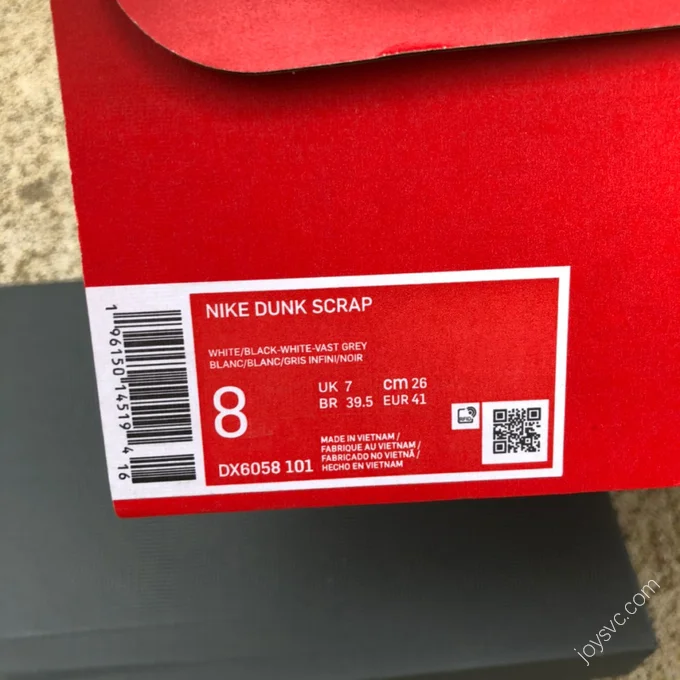 NIKE DUNK SCRAP
WHITE/BLACK-WHITE-VAST GREY
BLANC/BLANC/GRIS INFINI/NOIR
8
UK 7 cm 26
BR 39.5 EUR 41
MADE IN VIETNAM /
FABRIQUE AU VIETNAM /
FABRICADO NO VIETNÃ /
HECHO EN VIETNAM
DX6058 101
RFID
1 96150 14519 4 16
joysvc.com